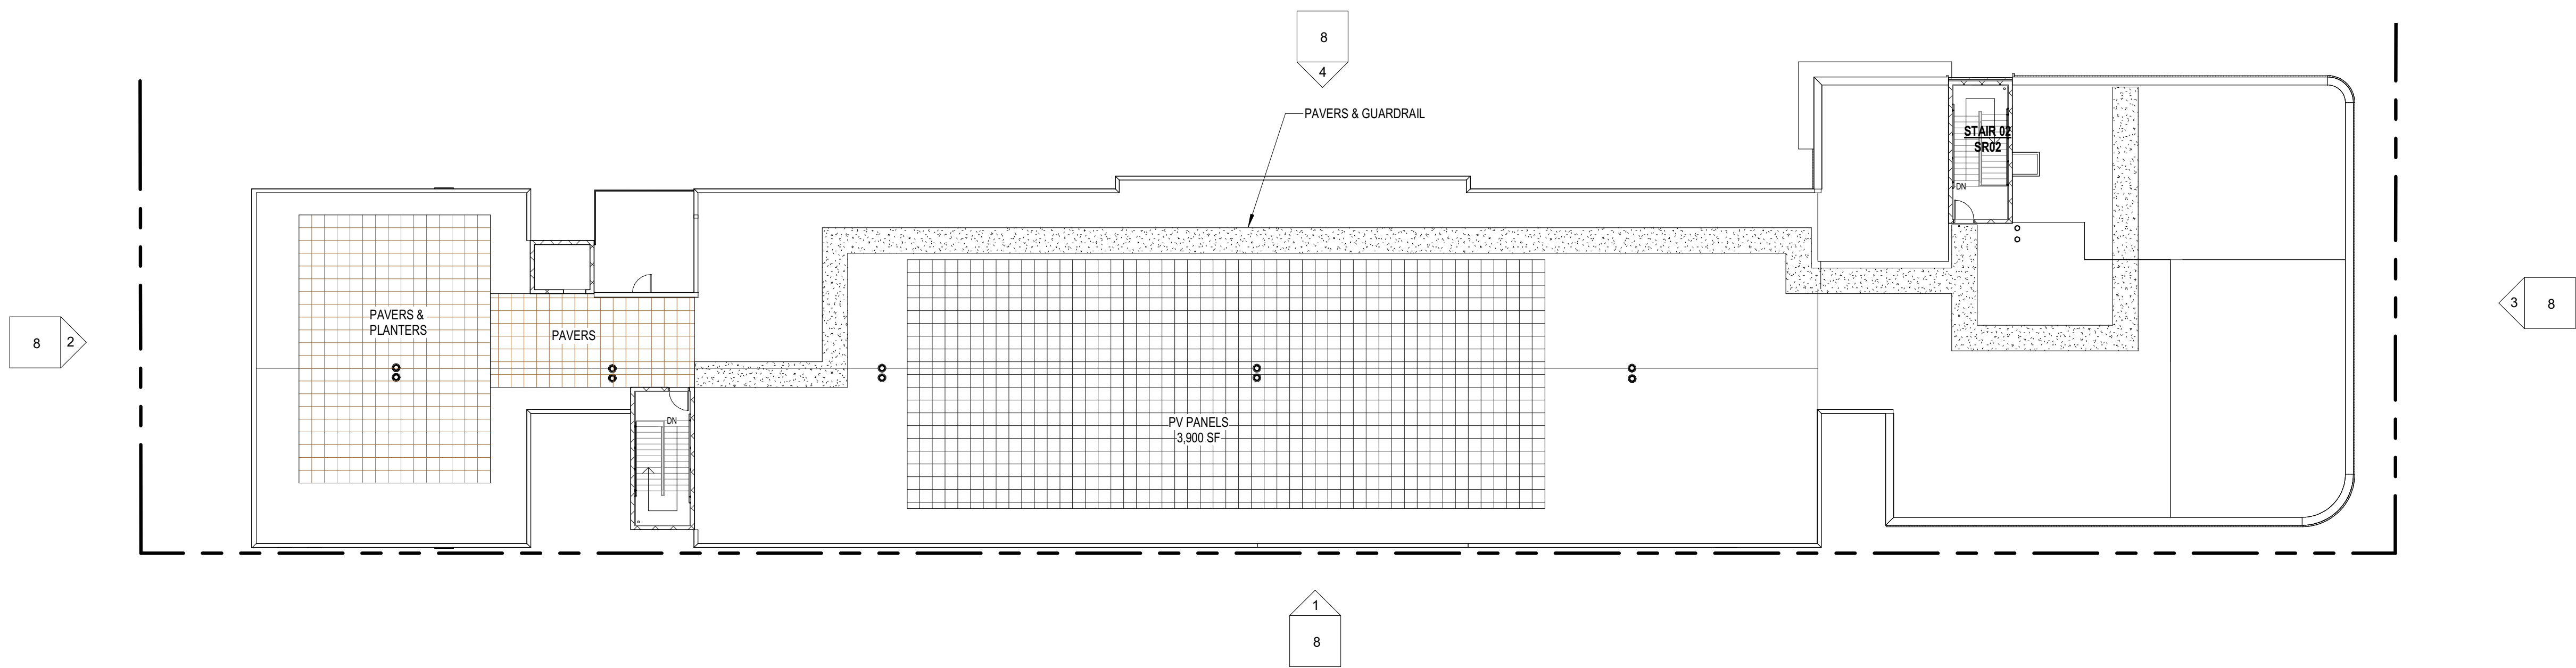 8
4
PAVERS & GUARDRAIL
STAIR 02
SR02
DN
PAVERS &
PLANTERS
PAVERS
8
2
3
8
DN
PV PANELS
3,900 SF
1
8